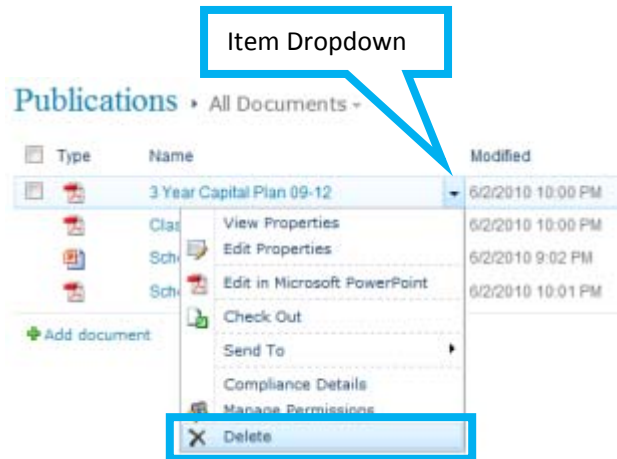 Item Dropdown
Publications ▸ All Documents ▾
Type Name Modified
3 Year Capital Plan 09-12 6/2/2010 10:00 PM
Clas 6/2/2010 10:00 PM
Sch 6/2/2010 9:02 PM
Sch 6/2/2010 10:01 PM
Add document
View Properties
Edit Properties
Edit in Microsoft PowerPoint
Check Out
Send To
Compliance Details
Manage Permissions
Delete